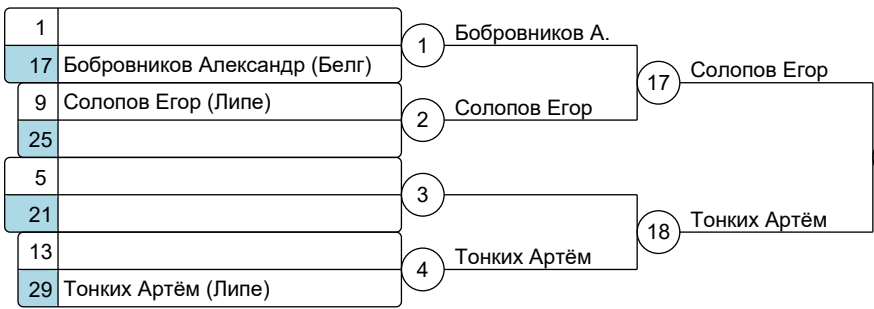 1
17 Бобровников Александр (Белг)
9 Солопов Егор (Липе)
25
5
21
13
29 Тонких Артём (Липе)
1 Бобровников А.
2 Солопов Егор
3
4 Тонких Артём
17 Солопов Егор
18 Тонких Артём